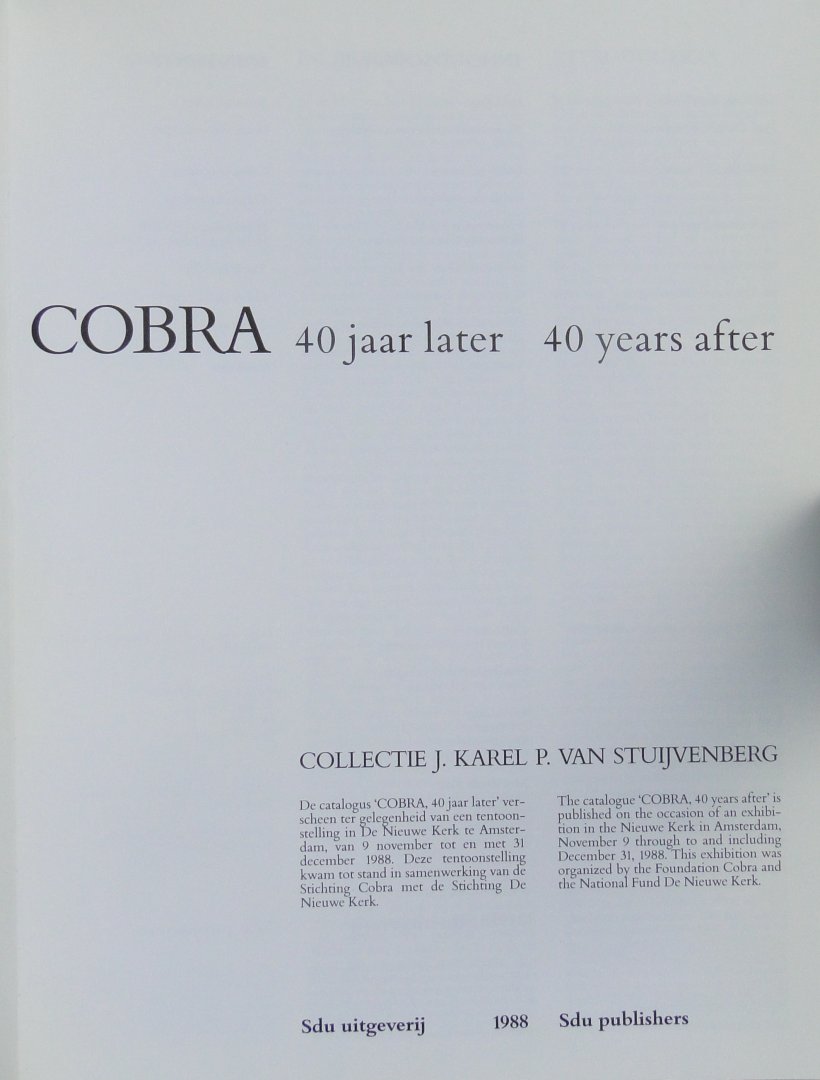 COBRA 40 jaar later 40 years after
COLLECTIE J. KAREL P. VAN STUIJVENBERG
De catalogus ‘COBRA, 40 jaar later’ ver-
scheen ter gelegenheid van een tentoon-
stelling in De Nieuwe Kerk te Amster-
dam, van 9 november tot en met 31
december 1988. Deze tentoonstelling
kwam tot stand in samenwerking van de
Stichting Cobra met de Stichting De
Nieuwe Kerk.
The catalogue ‘COBRA, 40 years after’ is
published on the occasion of an exhibi-
tion in the Nieuwe Kerk in Amsterdam,
November 9 through to and including
December 31, 1988. This exhibition was
organized by the Foundation Cobra and
the National Fund De Nieuwe Kerk.
Sdu uitgeverij 1988 Sdu publishers